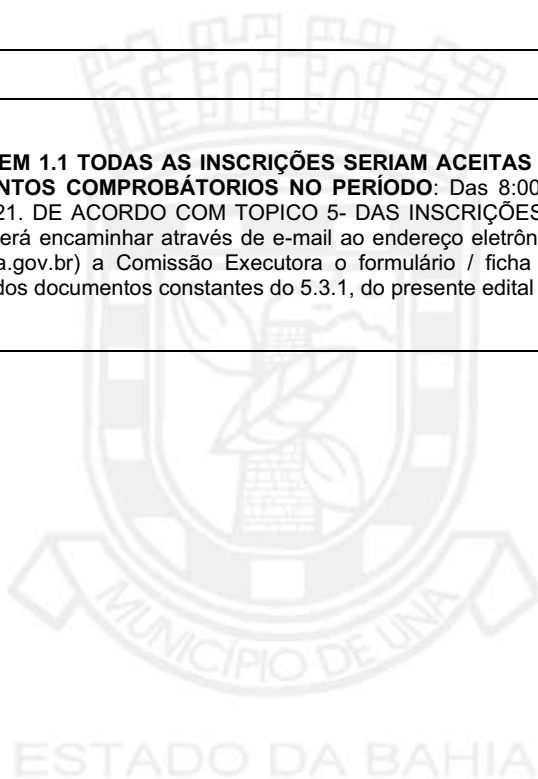 EM 1.1 TODAS AS INSCRIÇÕES SERIAM ACEITAS
NTOS COMPROBÁTORIOS NO PERÍODO: Das 8:00
21. DE ACORDO COM TOPICO 5- DAS INSCRIÇÕES
erá encaminhar através de e-mail ao endereço eletrôn
a.gov.br) a Comissão Executora o formulário / ficha
dos documentos constantes do 5.3.1, do presente edital
MUNICÍPIO DE UNA
ESTADO DA BAHIA